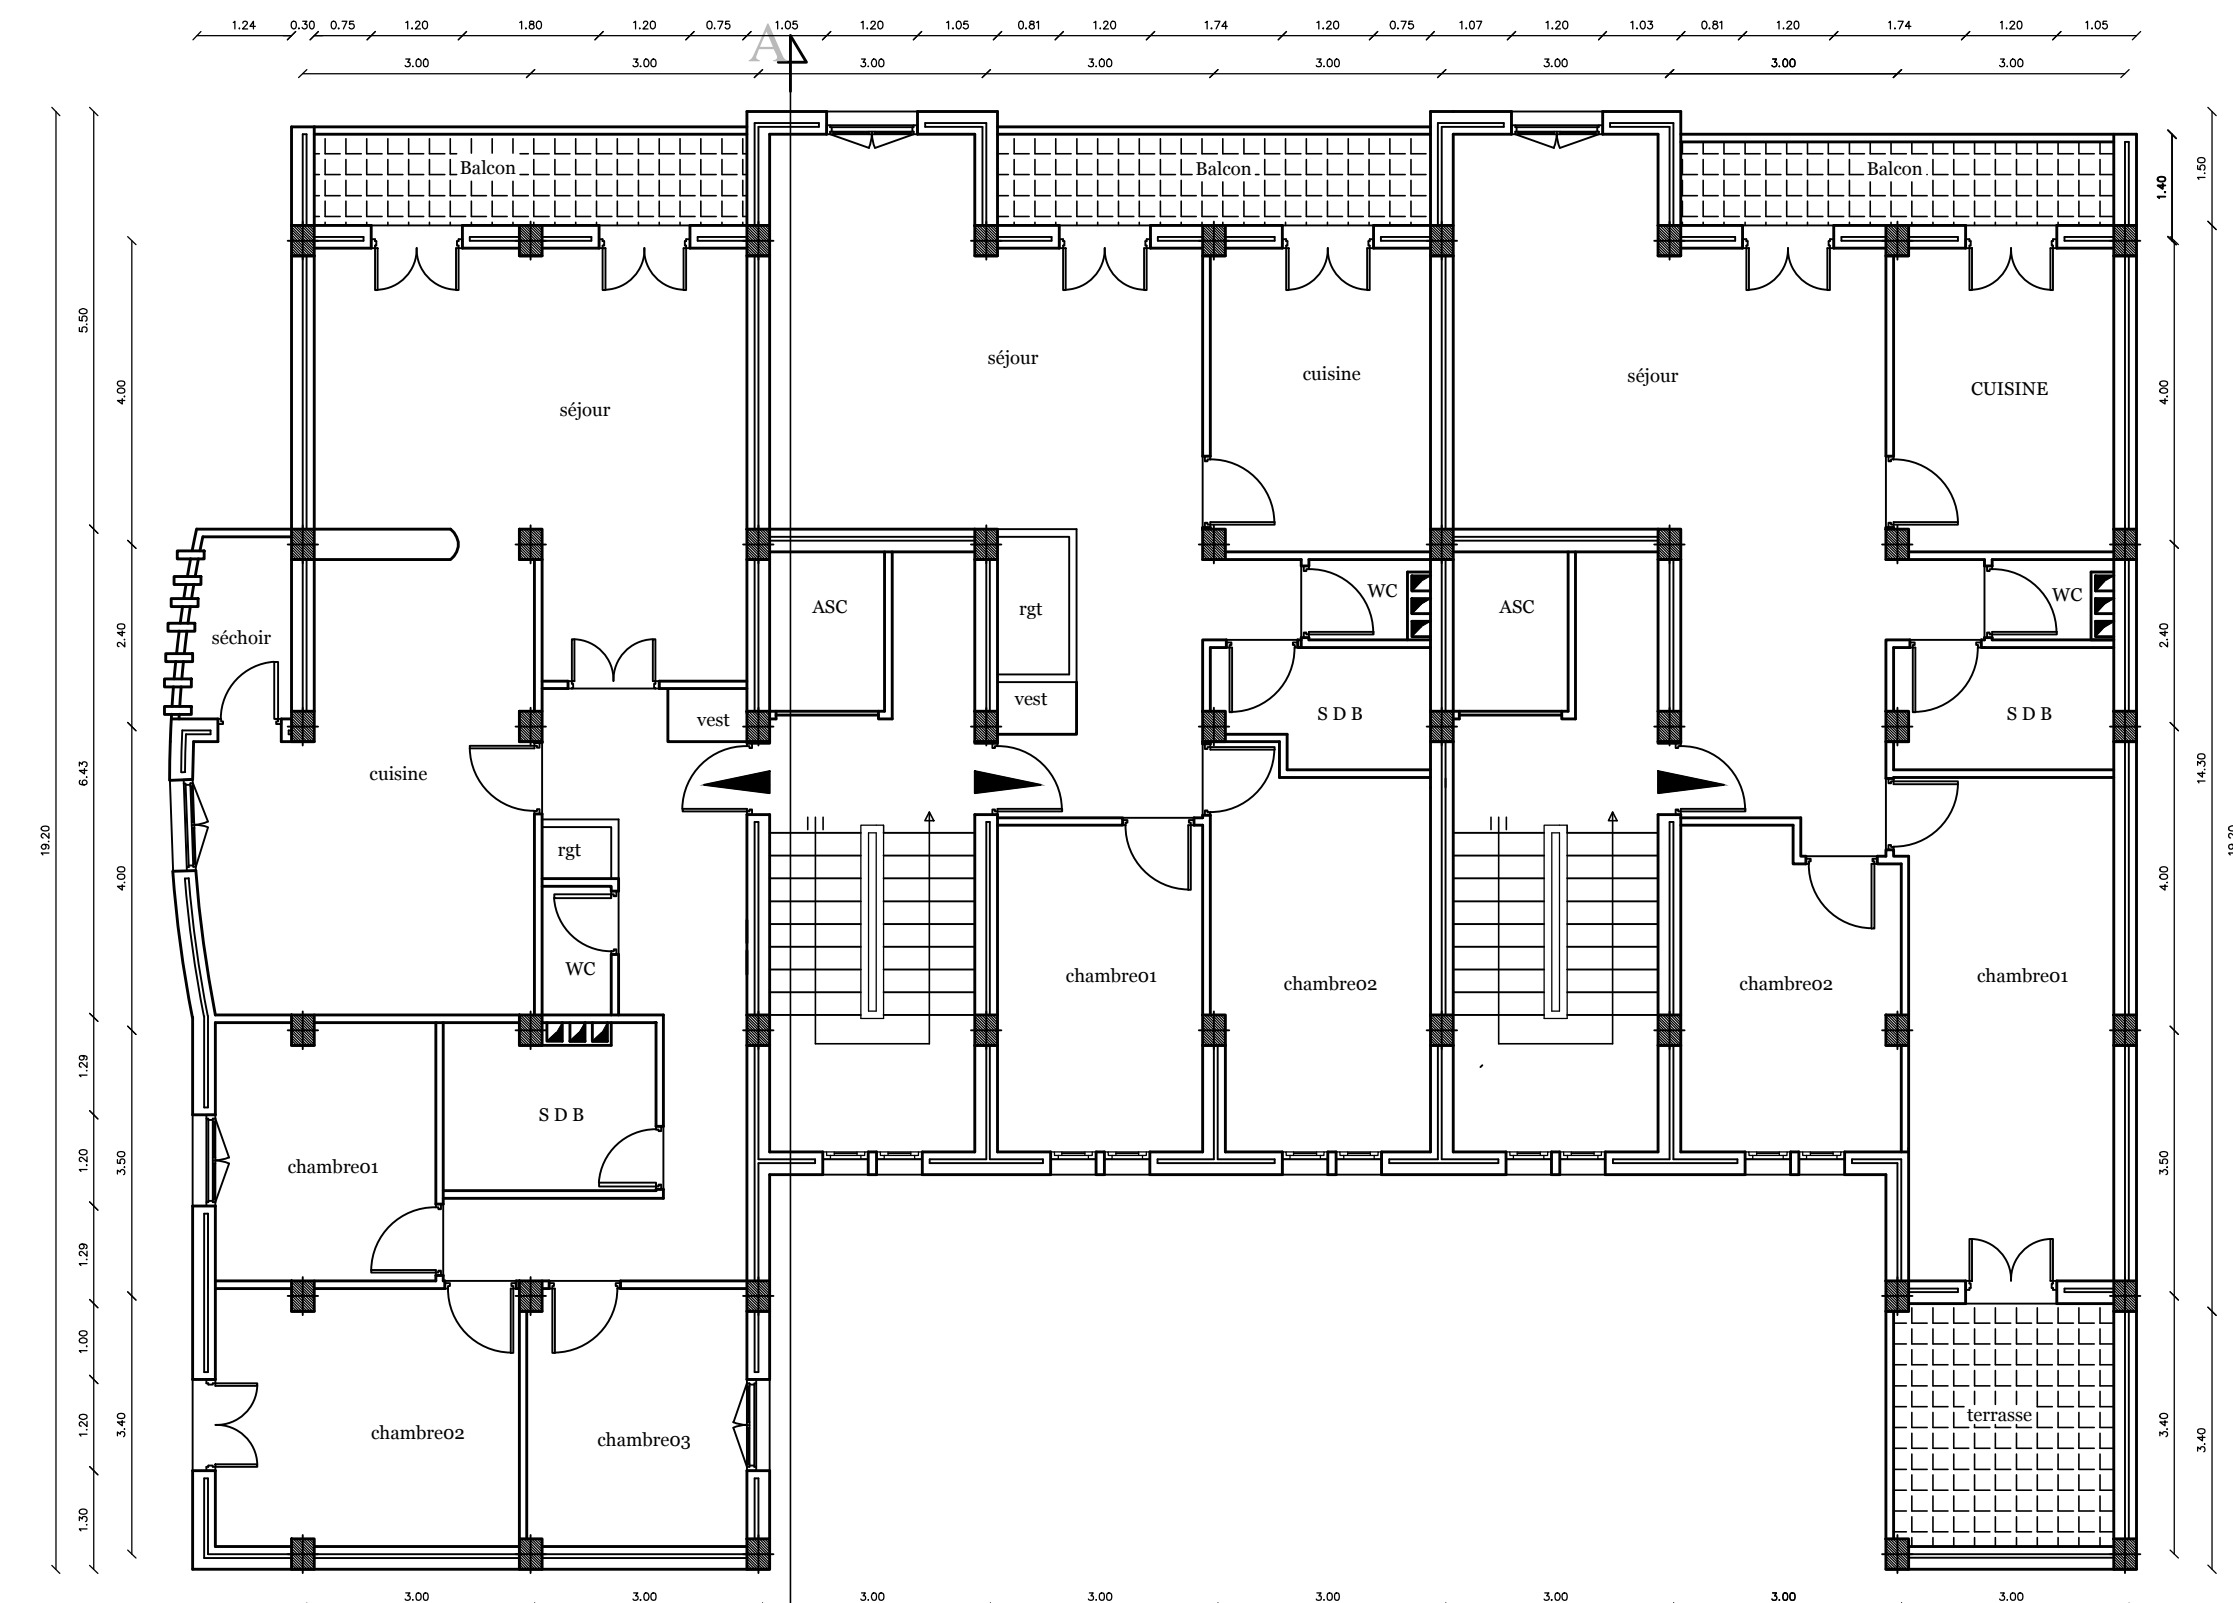 1.24 0.30 0.75 1.20 1.80 1.20 0.75 1.05 1.20 1.05 0.81 1.20 1.74 1.20 0.75 1.07 1.20 1.03 0.81 1.20 1.74 1.20 1.05
A
3.00 3.00 3.00 3.00 3.00 3.00 3.00 3.00
Balcon Balcon Balcon
1.50
1.40
5.50
4.00
séjour
séjour
cuisine
séjour
CUISINE
4.00
séchoir
2.40
ASC
rgt
WC
ASC
WC
2.40
vest
vest
S D B
S D B
cuisine
6.43
14.30
19.20
rgt
4.00
4.00
WC
chambre01
chambre02
chambre02
chambre01
1.29
S D B
1.20
3.50
chambre01
3.50
1.29
1.00
1.20
3.40
chambre02
chambre03
terrasse
3.40
3.40
1.30
3.00 3.00 3.00 3.00 3.00 3.00 3.00 3.00